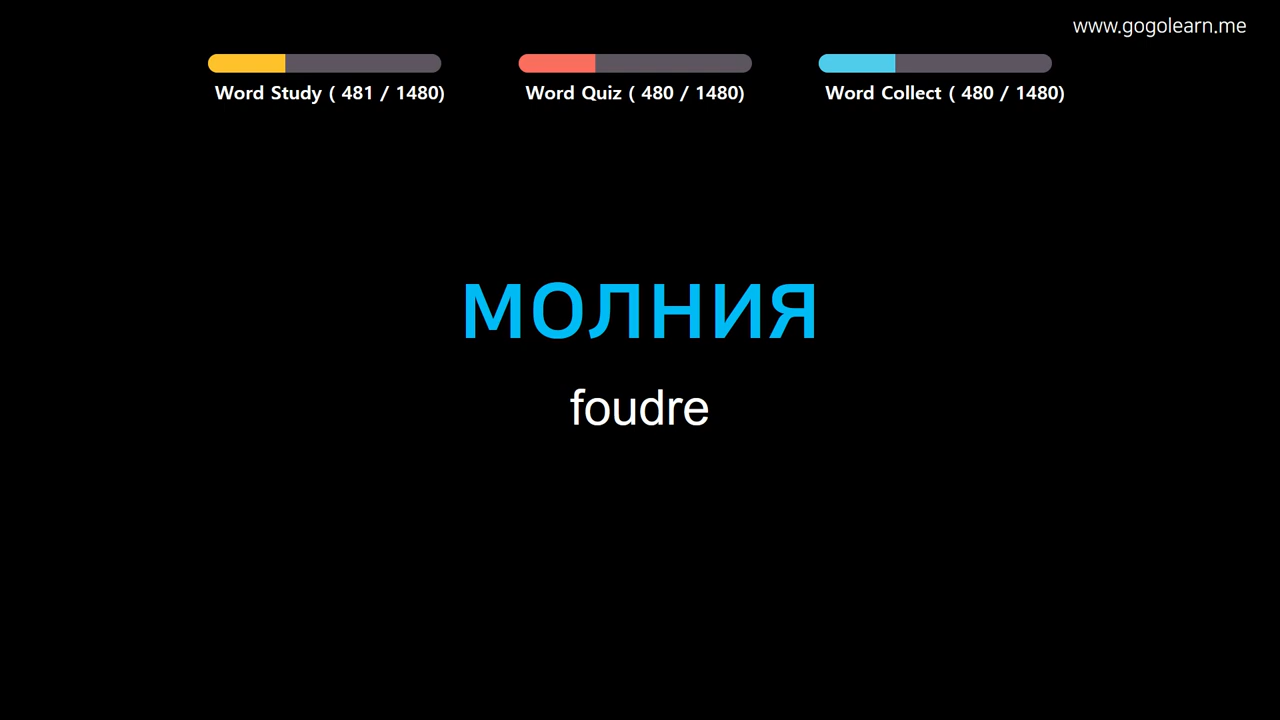 www.gogolearn.me
Word Study ( 481 / 1480)
Word Quiz ( 480 / 1480)
Word Collect ( 480 / 1480)
молния
foudre